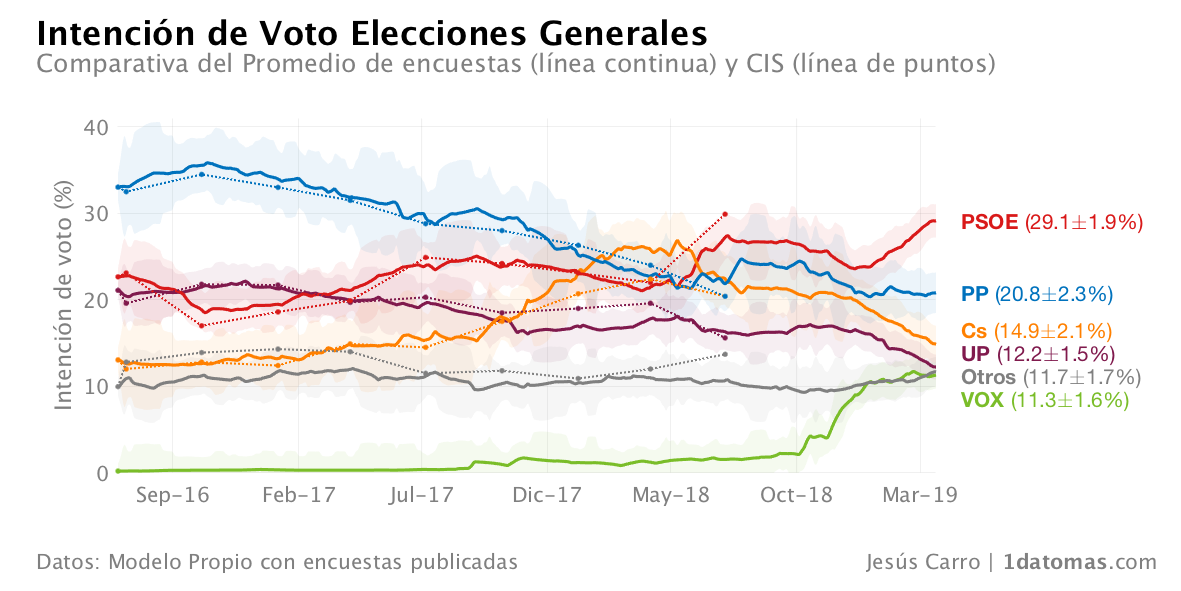 Intención de Voto Elecciones Generales
Comparativa del Promedio de encuestas (línea continua) y CIS (línea de puntos)
Intención de voto (%)
40
30
20
10
0
Sep-16 Feb-17 Jul-17 Dic-17 May-18 Oct-18 Mar-19
PSOE (29.1±1.9%)
PP (20.8±2.3%)
Cs (14.9±2.1%)
UP (12.2±1.5%)
Otros (11.7±1.7%)
VOX (11.3±1.6%)
Datos: Modelo Propio con encuestas publicadas
Jesús Carro | 1datomas.com